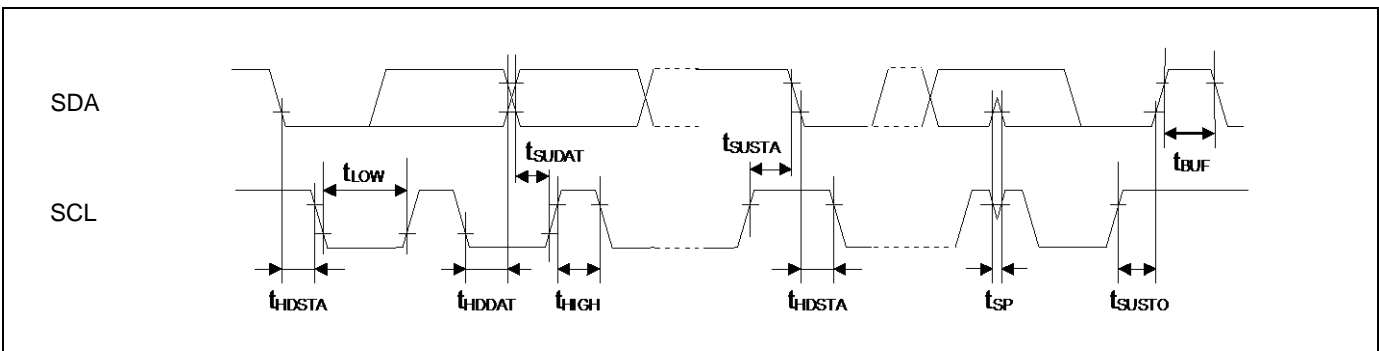 SDA
tSUDAT
tSUSTA
tLOW
tBUF
SCL
tHDSTA
tHDDAT
tHIGH
tHDSTA
tSP
tSUSTO